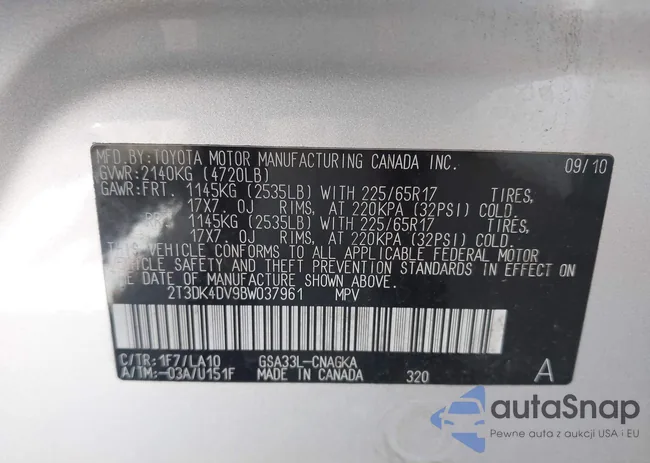 MFD.BY:TOYOTA MOTOR MANUFACTURING CANADA INC. 09/10
GVWR:2140KG (4720LB)
GAWR:FRT. 1145KG (2535LB) WITH 225/65R17 TIRES,
17X7.0J RIMS, AT 220KPA (32PSI) COLD.
RR. 1145KG (2535LB) WITH 225/65R17 TIRES,
17X7.0J RIMS, AT 220KPA (32PSI) COLD.
THIS VEHICLE CONFORMS TO ALL APPLICABLE FEDERAL MOTOR
VEHICLE SAFETY AND THEFT PREVENTION STANDARDS IN EFFECT
ON THE DATE OF MANUFACTURE SHOWN ABOVE.
2T3DK4DV9BW037961 MPV
C/TR:1F7/LA10 GSA33L-CNAGKA
A/TM:-03A/U151F MADE IN CANADA 320 A
autoSnap
Pewne auta z aukcji USA i EU